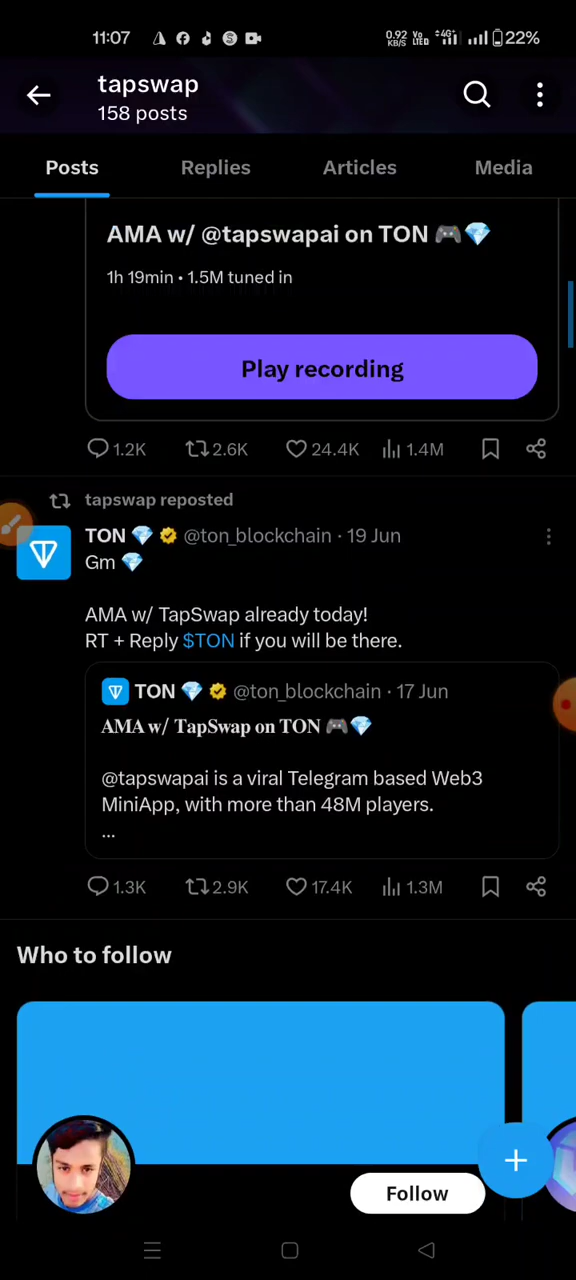 11:07
0.92 KB/S
Vo LTE
4G+
22%
tapswap
158 posts
Posts
Replies
Articles
Media
AMA w/ @tapswapai on TON 🎮💎
1h 19min • 1.5M tuned in
Play recording
1.2K
2.6K
24.4K
1.4M
tapswap reposted
TON 💎 @ton_blockchain · 19 Jun
Gm 💎
AMA w/ TapSwap already today!
RT + Reply $TON if you will be there.
TON 💎 @ton_blockchain · 17 Jun
𝐀𝐌𝐀 𝐰/ 𝐓𝐚𝐩𝐒𝐰𝐚𝐩 𝐨𝐧 𝐓𝐎𝐍 🎮💎
@tapswapai is a viral Telegram based Web3
MiniApp, with more than 48M players.
...
1.3K
2.9K
17.4K
1.3M
Who to follow
Follow